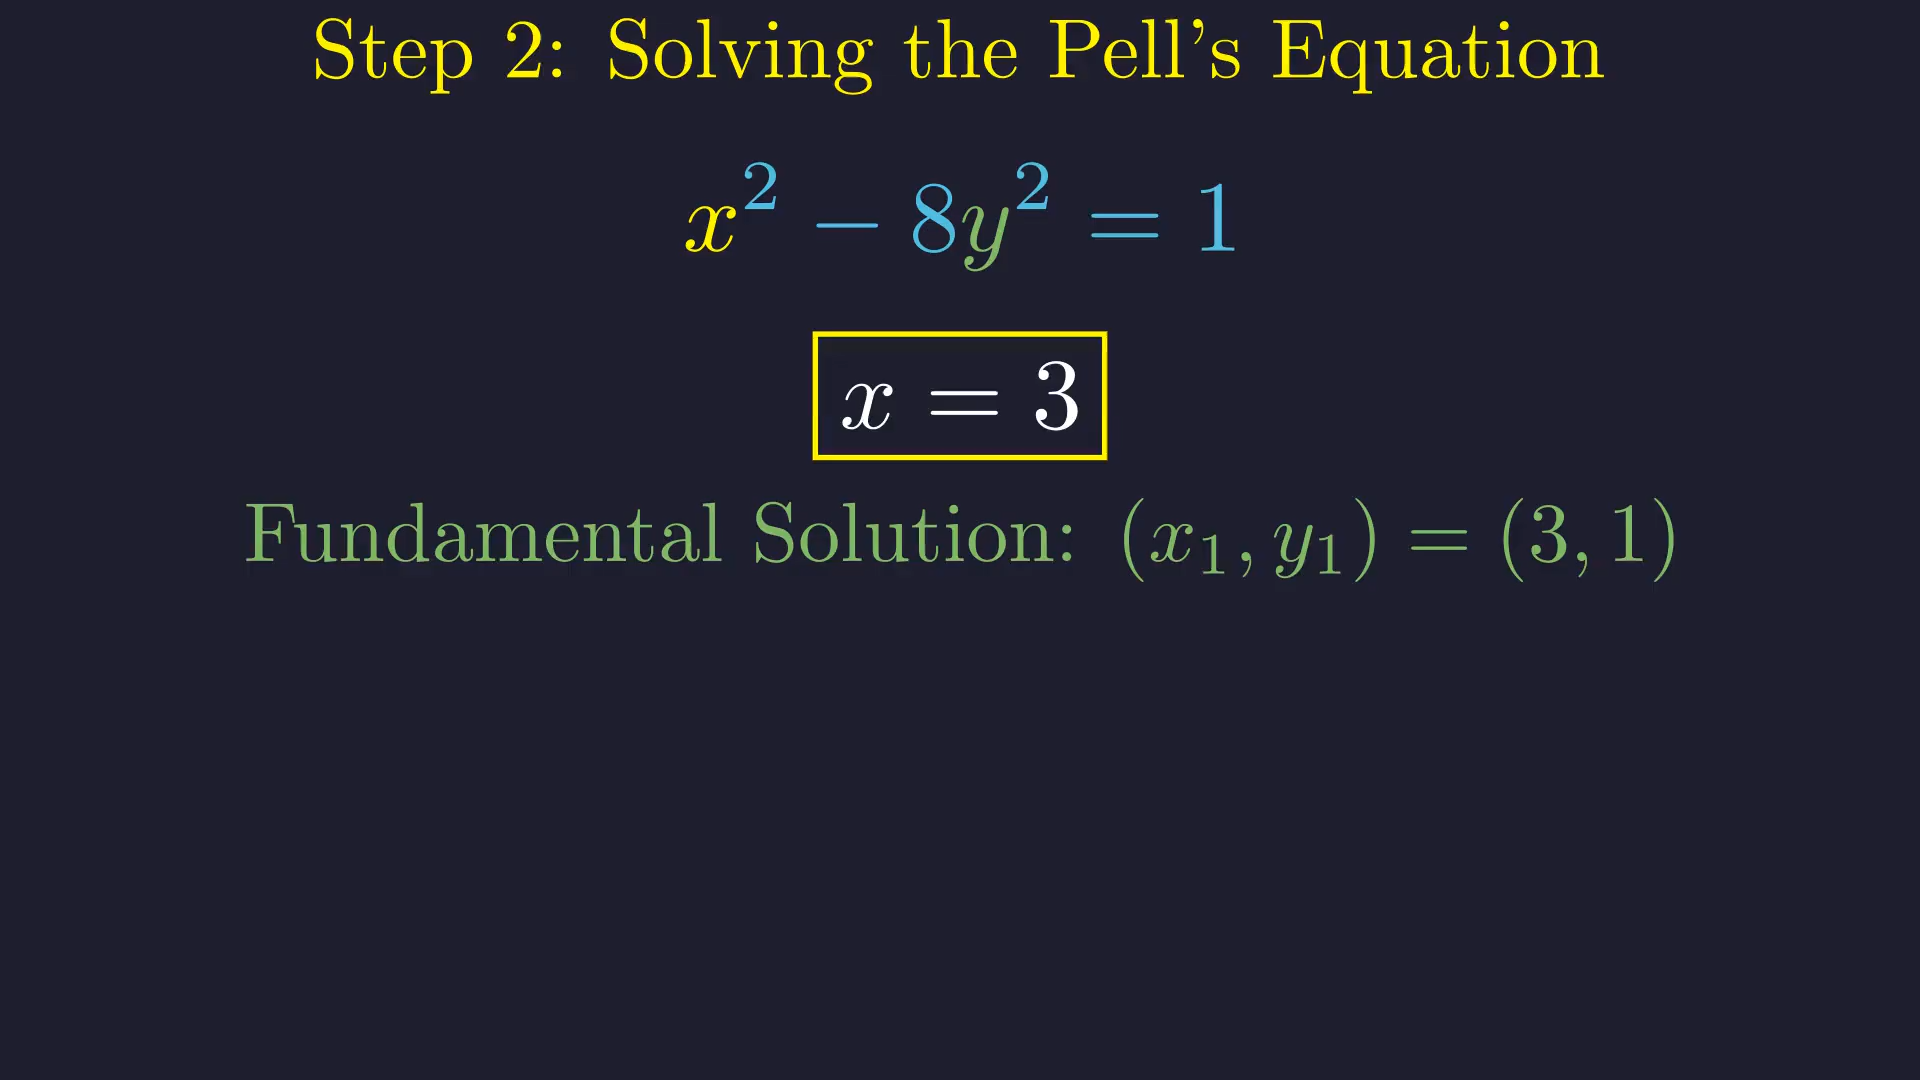 Step 2: Solving the Pell's Equation
x² − 8y² = 1
x = 3
Fundamental Solution: (x₁, y₁) = (3, 1)